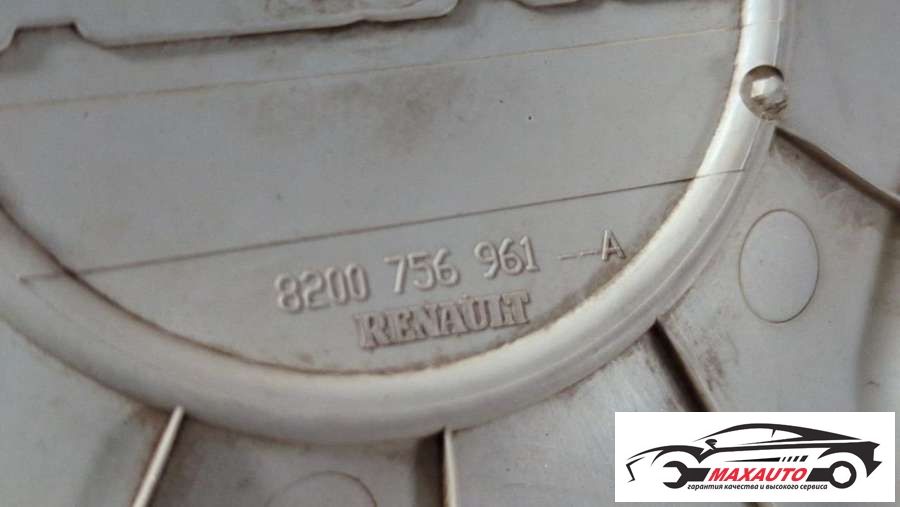 8200 756 961 --A
RENAULT
MAXAUTO
гарантия качества и высокого сервиса